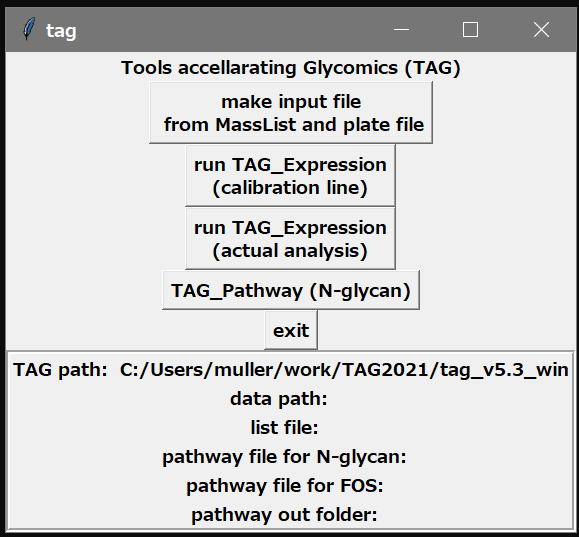 tag
Tools accellarating Glycomics (TAG)
make input file
from MassList and plate file
run TAG_Expression
(calibration line)
run TAG_Expression
(actual analysis)
TAG_Pathway (N-glycan)
exit
TAG path:  C:/Users/muller/work/TAG2021/tag_v5.3_win
data path:
list file:
pathway file for N-glycan:
pathway file for FOS:
pathway out folder: